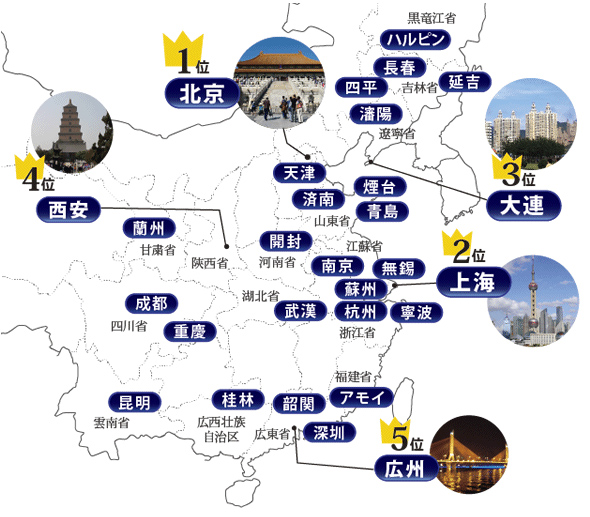 黒竜江省
ハルピン
1位
北京
長春
吉林省
延吉
四平
瀋陽
遼寧省
4位
西安
天津
済南
山東省
煙台
青島
3位
大連
蘭州
甘粛省
陝西省
開封
河南省
江蘇省
2位
上海
南京
無錫
蘇州
湖北省
武漢
杭州
寧波
浙江省
成都
四川省
重慶
福建省
アモイ
昆明
雲南省
桂林
広西壮族
自治区
韶関
広東省
深圳
5位
広州